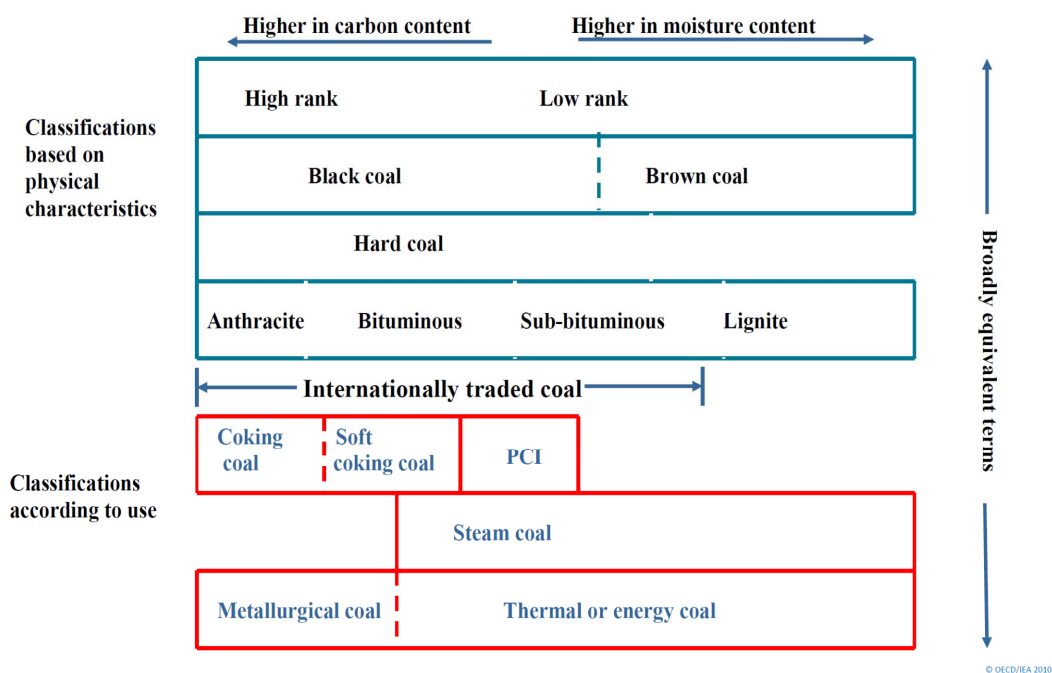 Higher in carbon content
Higher in moisture content
Classifications
based on
physical
characteristics
High rank
Low rank
Black coal
Brown coal
Hard coal
Anthracite
Bituminous
Sub-bituminous
Lignite
Broadly equivalent terms
Internationally traded coal
Classifications
according to use
Coking
coal
Soft
coking coal
PCI
Steam coal
Metallurgical coal
Thermal or energy coal
© OECD/IEA 2010